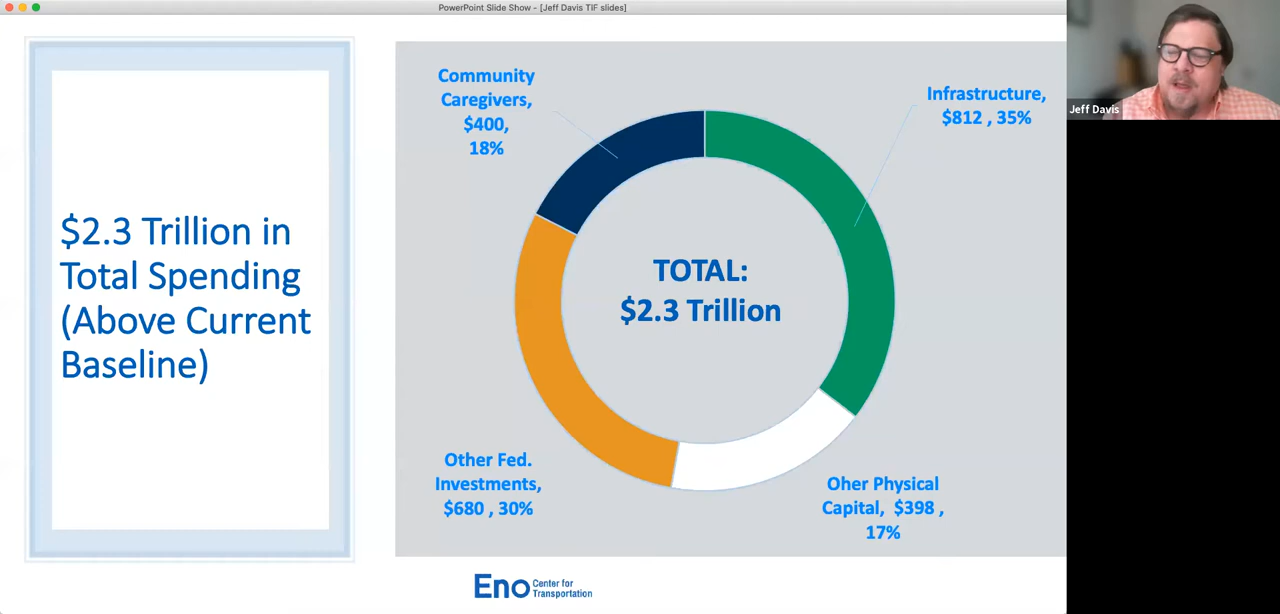 PowerPoint Slide Show - [Jeff Davis TIF slides]
$2.3 Trillion in
Total Spending
(Above Current
Baseline)
Community
Caregivers,
$400,
18%
Infrastructure,
$812 , 35%
TOTAL:
$2.3 Trillion
Other Fed.
Investments,
$680 , 30%
Oher Physical
Capital, $398 ,
17%
Eno Center for
Transportation
Jeff Davis